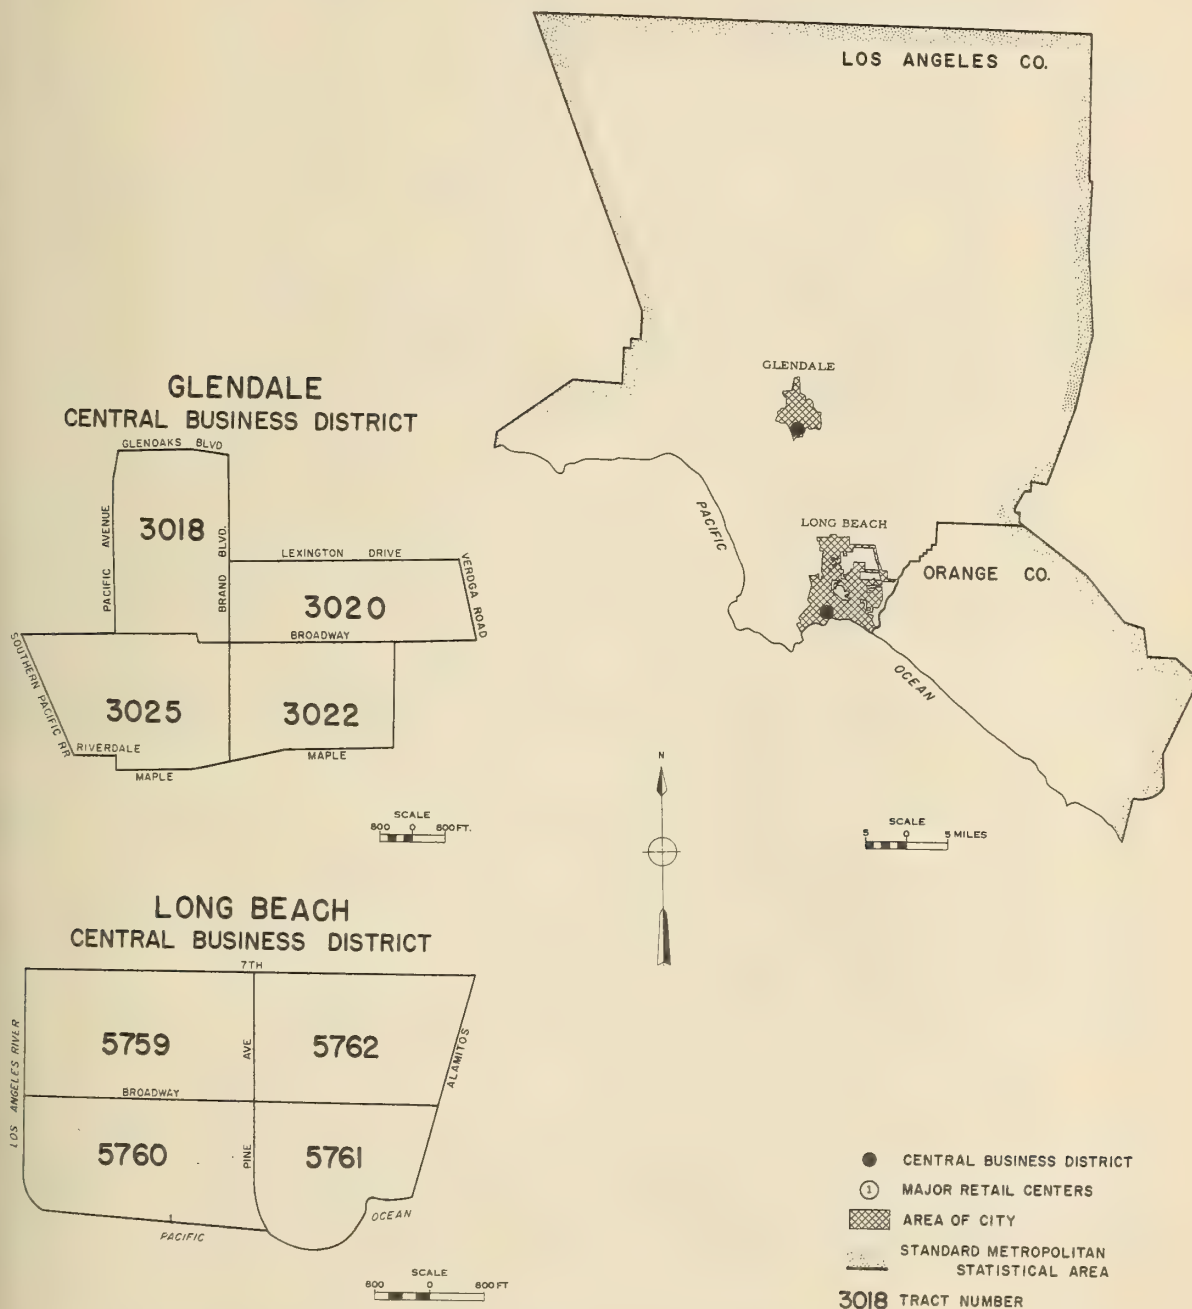 LOS ANGELES CO.
GLENDALE
PACIFIC
LONG BEACH
ORANGE CO.
OCEAN
GLENDALE
CENTRAL BUSINESS DISTRICT
GLENOAKS BLVD
PACIFIC AVENUE
3018
BRAND BLVD.
LEXINGTON DRIVE
VERDGA ROAD
3020
BROADWAY
SOUTHERN PACIFIC RR
3025
3022
RIVERDALE
MAPLE
MAPLE
SCALE
800 0 800 FT.
N
SCALE
5 0 5 MILES
LONG BEACH
CENTRAL BUSINESS DISTRICT
7TH
LOS ANGELES RIVER
5759
AVE
5762
ALAMITOS
BROADWAY
5760
PINE
5761
OCEAN
PACIFIC
SCALE
800 0 800 FT
CENTRAL BUSINESS DISTRICT
1 MAJOR RETAIL CENTERS
AREA OF CITY
STANDARD METROPOLITAN
STATISTICAL AREA
3018 TRACT NUMBER